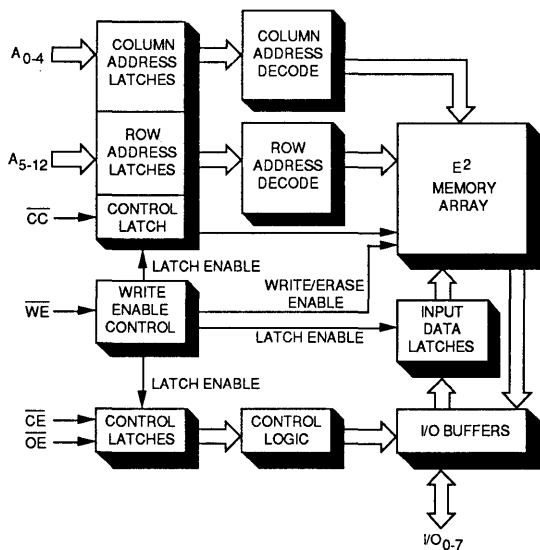 A0-4
COLUMN
ADDRESS
LATCHES
COLUMN
ADDRESS
DECODE
A5-12
ROW
ADDRESS
LATCHES
ROW
ADDRESS
DECODE
E2
MEMORY
ARRAY
CC
CONTROL
LATCH
LATCH ENABLE
WRITE/ERASE
ENABLE
WE
WRITE
ENABLE
CONTROL
LATCH ENABLE
INPUT
DATA
LATCHES
LATCH ENABLE
CE
OE
CONTROL
LATCHES
CONTROL
LOGIC
I/O BUFFERS
I/O0-7